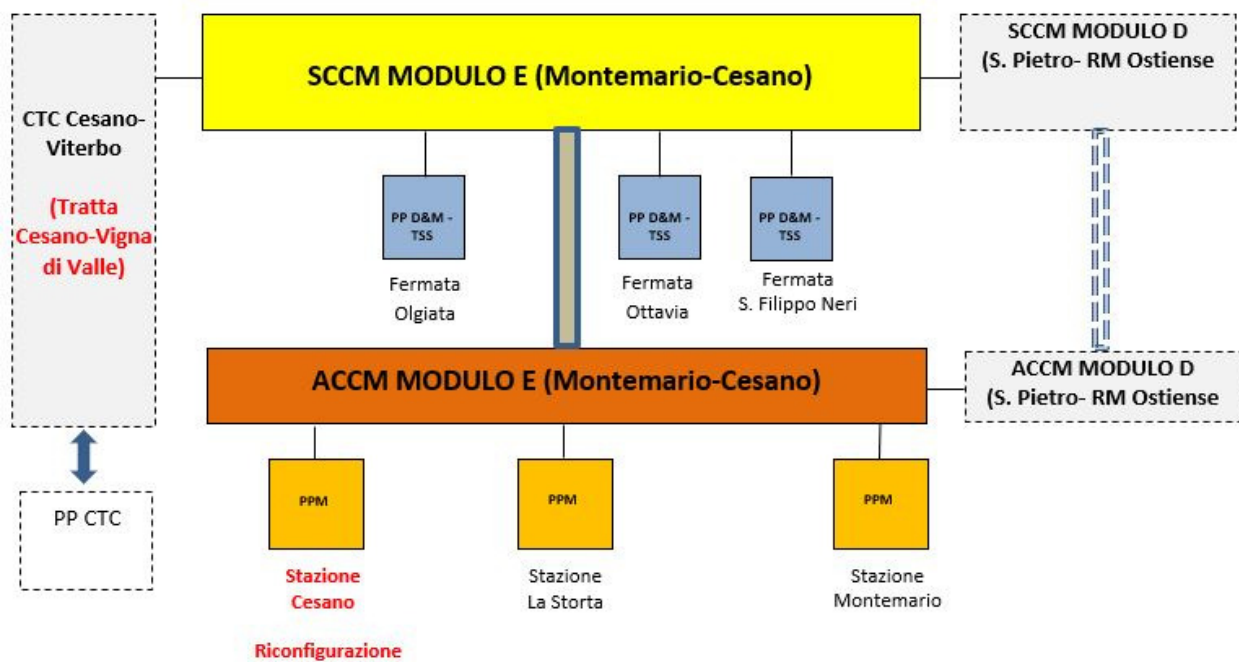 SCCM MODULO E (Montemario-Cesano)
SCCM MODULO D
(S. Pietro- RM Ostiense
CTC Cesano-
Viterbo
(Tratta
Cesano-Vigna
di Valle)
PP D&M -
TSS
Fermata
Olgiata
PP D&M -
TSS
Fermata
Ottavia
PP D&M -
TSS
Fermata
S. Filippo Neri
ACCM MODULO E (Montemario-Cesano)
ACCM MODULO D
(S. Pietro- RM Ostiense
PP CTC
PPM
Stazione
Cesano
Riconfigurazione
PPM
Stazione
La Storta
PPM
Stazione
Montemario